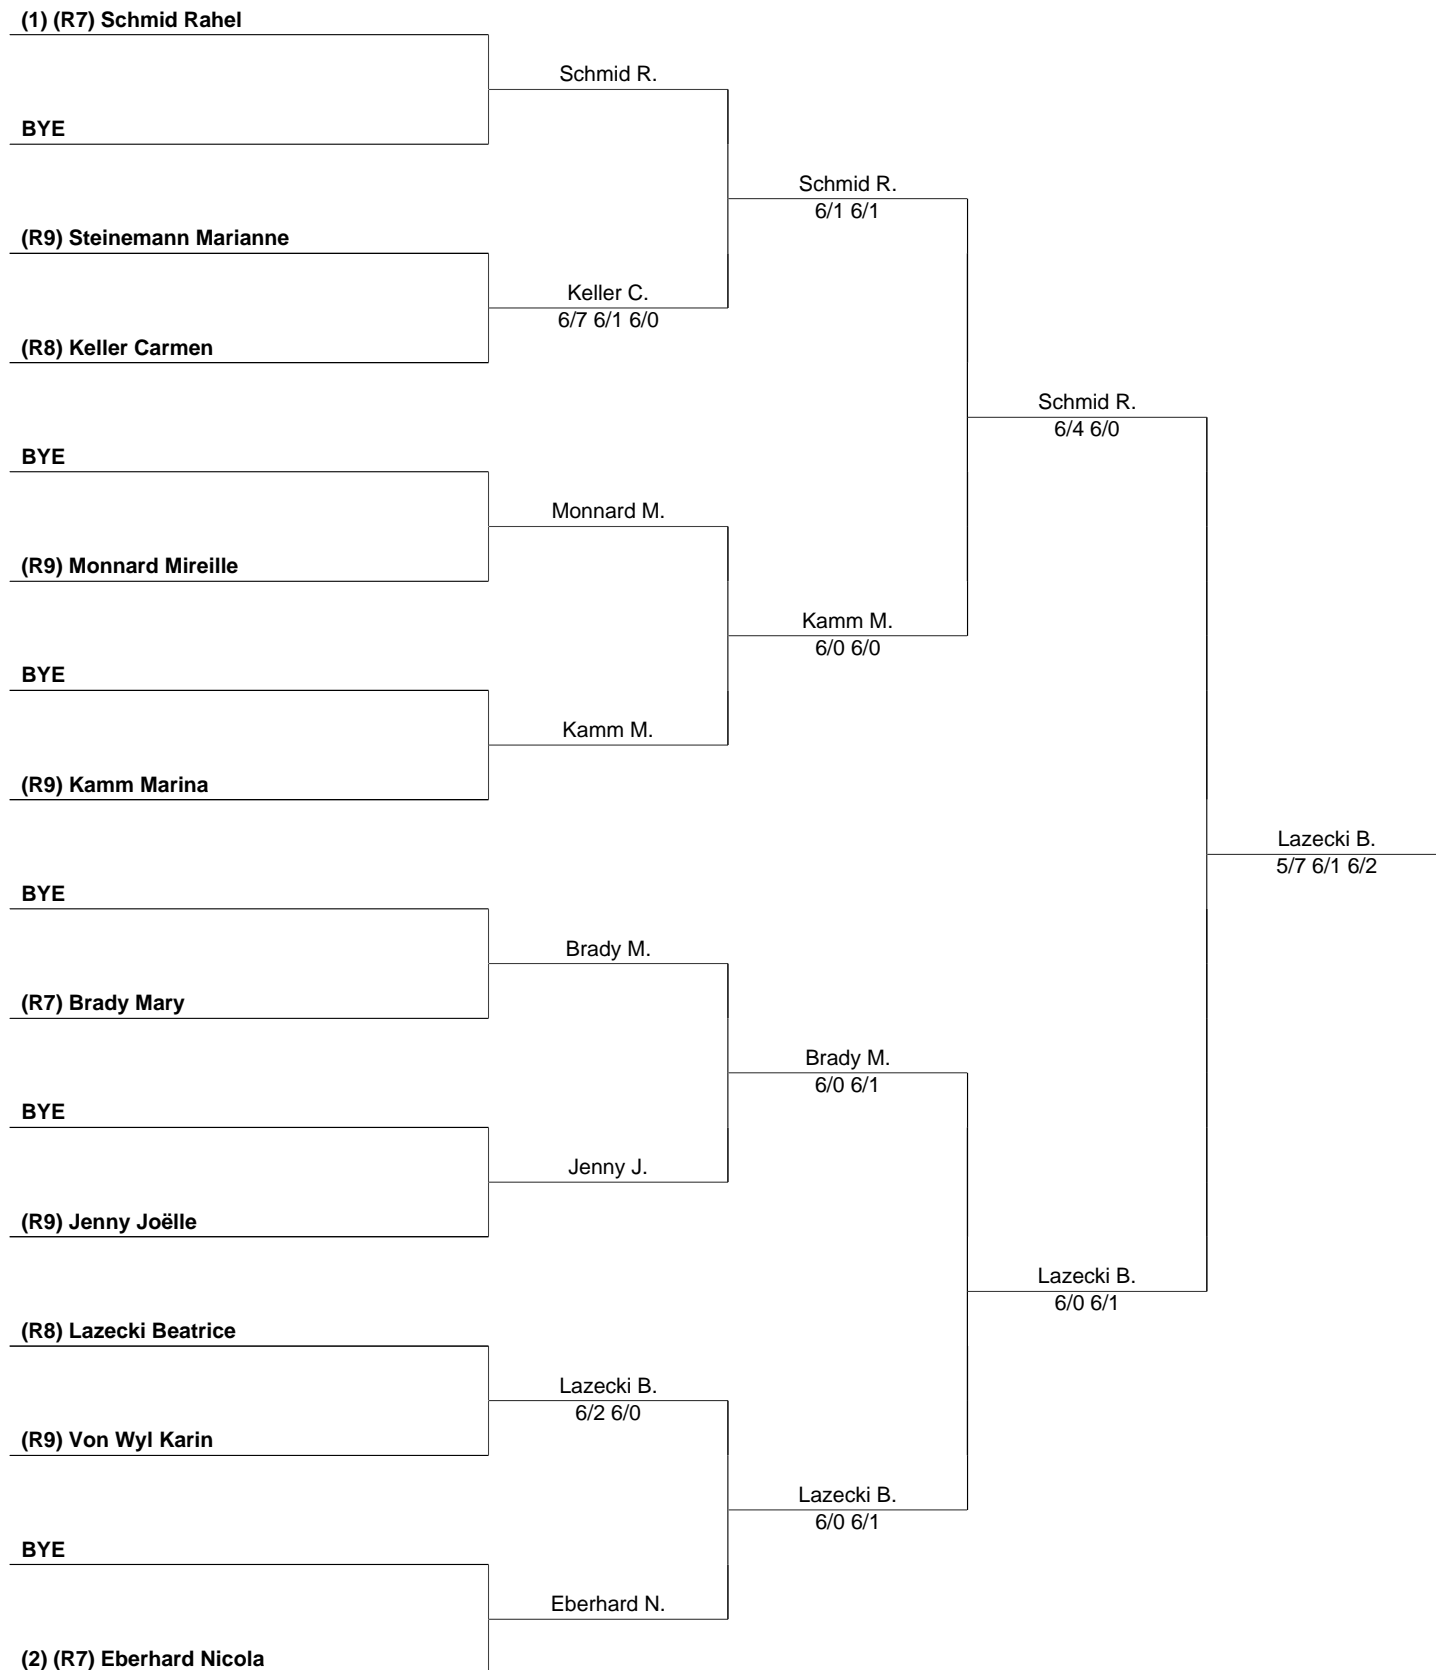 (1) (R7) Schmid Rahel
Schmid R.
BYE
Schmid R.
6/1 6/1
(R9) Steinemann Marianne
Keller C.
6/7 6/1 6/0
(R8) Keller Carmen
Schmid R.
6/4 6/0
BYE
Monnard M.
(R9) Monnard Mireille
Kamm M.
6/0 6/0
BYE
Kamm M.
(R9) Kamm Marina
Lazecki B.
5/7 6/1 6/2
BYE
Brady M.
(R7) Brady Mary
Brady M.
6/0 6/1
BYE
Jenny J.
(R9) Jenny Joëlle
Lazecki B.
6/0 6/1
(R8) Lazecki Beatrice
Lazecki B.
6/2 6/0
(R9) Von Wyl Karin
Lazecki B.
6/0 6/1
BYE
Eberhard N.
(2) (R7) Eberhard Nicola